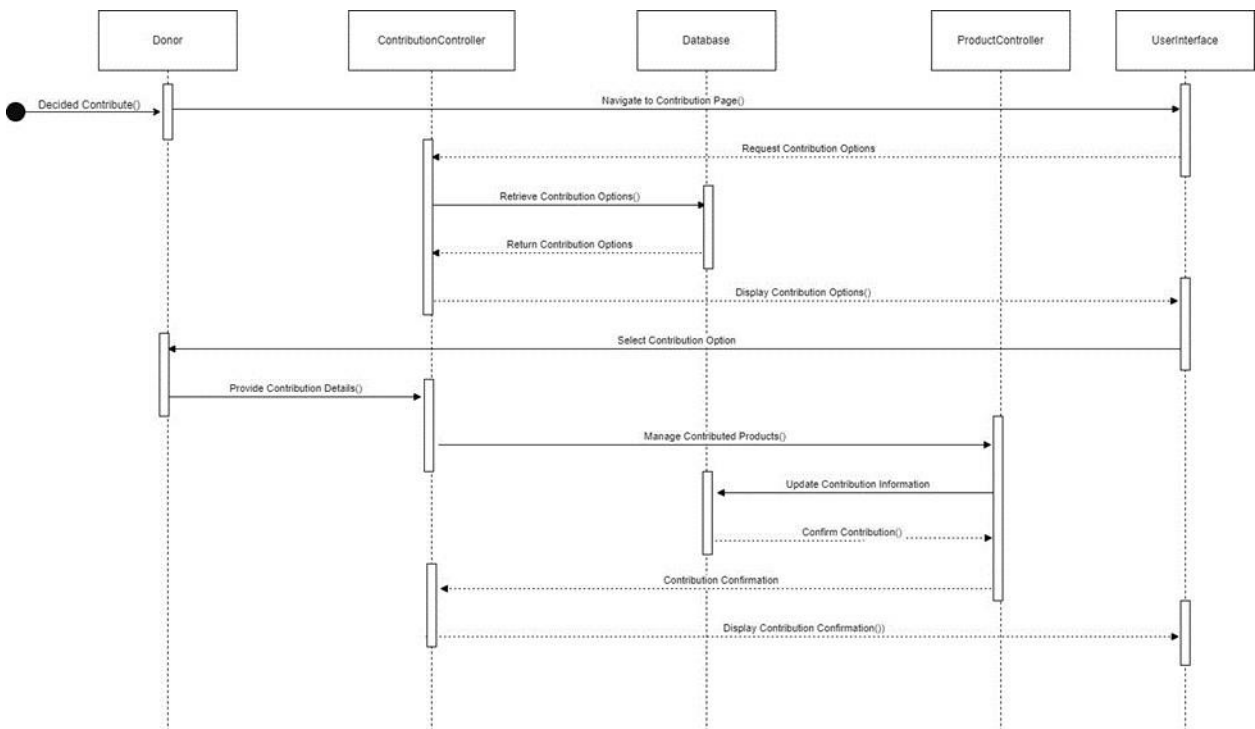 Donor
ContributionController
Database
ProductController
UserInterface
Decided Contribute()
Navigate to Contribution Page()
Request Contribution Options
Retrieve Contribution Options()
Return Contribution Options
Display Contribution Options()
Select Contribution Option
Provide Contribution Details()
Manage Contributed Products()
Update Contribution Information
Confirm Contribution()
Contribution Confirmation
Display Contribution Confirmation())